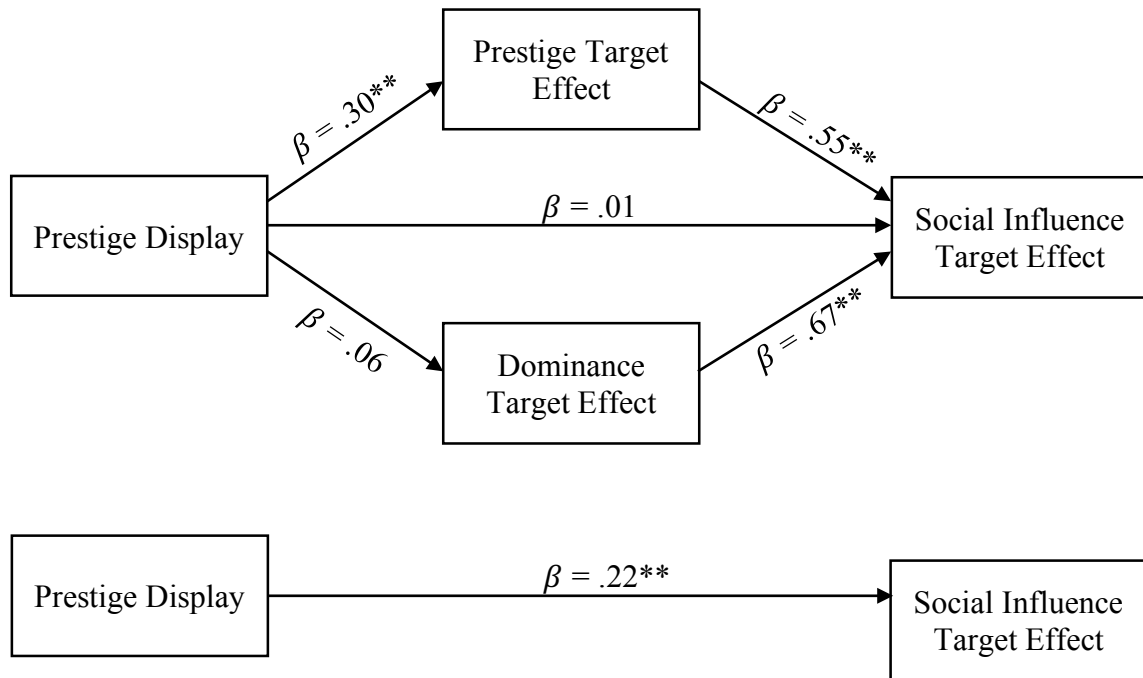 Prestige Target
Effect
β = .30**
β = .55**
Prestige Display
β = .01
Social Influence
Target Effect
β = .06
β = .67**
Dominance
Target Effect
Prestige Display
β = .22**
Social Influence
Target Effect